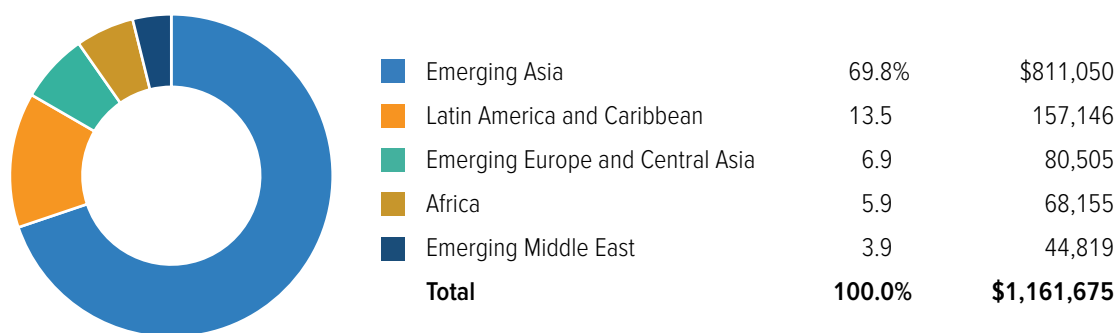 Emerging Asia 69.8% $811,050
Latin America and Caribbean 13.5 157,146
Emerging Europe and Central Asia 6.9 80,505
Africa 5.9 68,155
Emerging Middle East 3.9 44,819
Total 100.0% $1,161,675